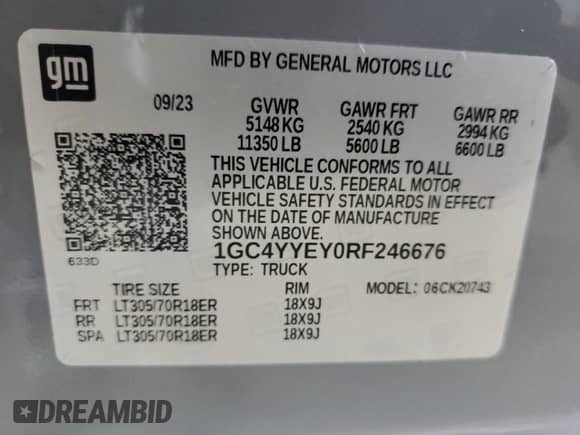 gm
MFD BY GENERAL MOTORS LLC
09/23 GVWR GAWR FRT GAWR RR
5148 KG 2540 KG 2994 KG
11350 LB 5600 LB 6600 LB
THIS VEHICLE CONFORMS TO ALL
APPLICABLE U.S. FEDERAL MOTOR
VEHICLE SAFETY STANDARDS IN EFFECT
ON THE DATE OF MANUFACTURE
SHOWN ABOVE.
633D
1GC4YYEY0RF246676
TYPE: TRUCK
TIRE SIZE RIM MODEL: 06CK20743
FRT LT305/70R18ER 18X9J
RR LT305/70R18ER 18X9J
SPA LT305/70R18ER 18X9J
DREAMBID